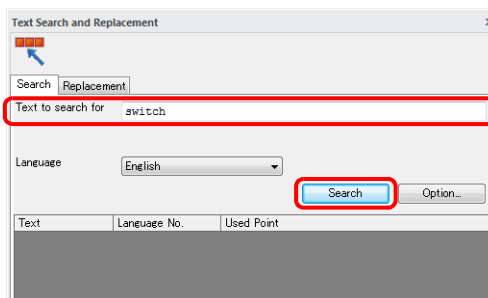 Text Search and Replacement
Search Replacement
Text to search for switch
Language English
Search Option...
Text Language No. Used Point